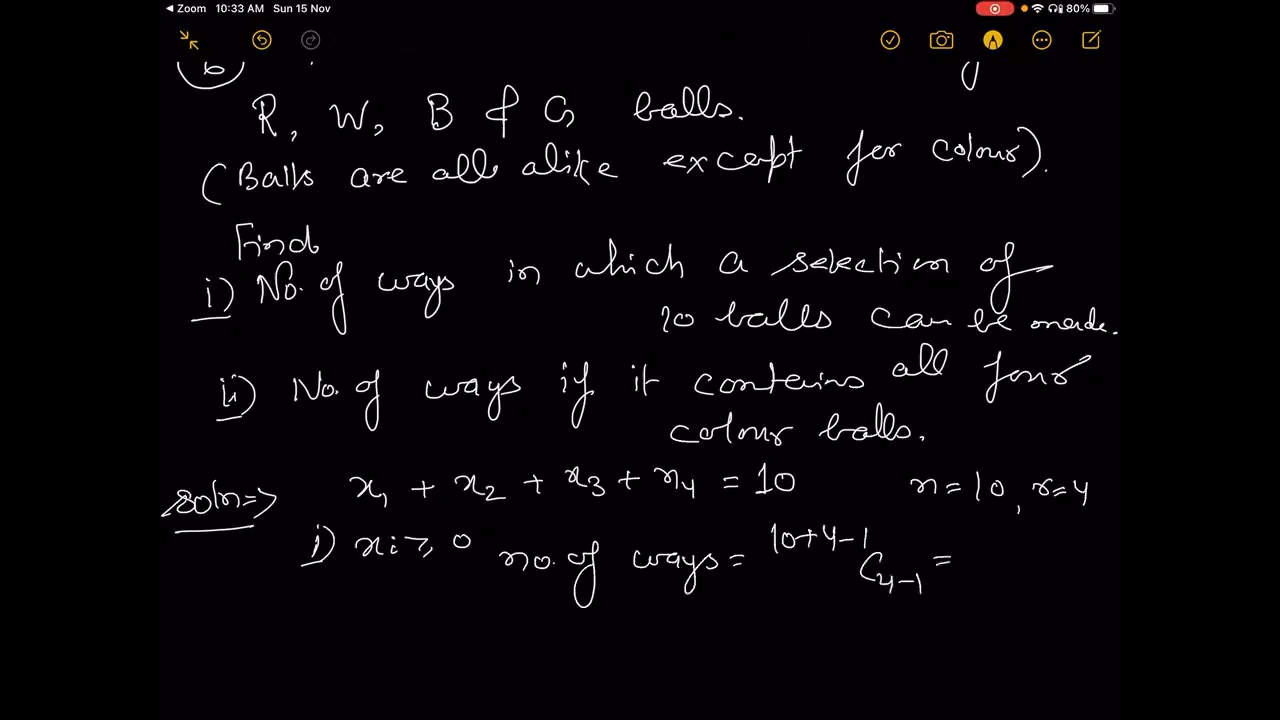 Zoom 10:33 AM Sun 15 Nov 80%
6
R, W, B & G balls.
(Balls are all alike except for colour).
Find
i) No. of ways in which a selection of
10 balls can be made.
ii) No. of ways if it contains all four
colour balls.
Soln=> x₁ + x₂ + x₃ + x₄ = 10 n=10, r=4
i) xi ≥ 0 no. of ways = ¹⁰⁺⁴⁻¹C₄₋₁ =